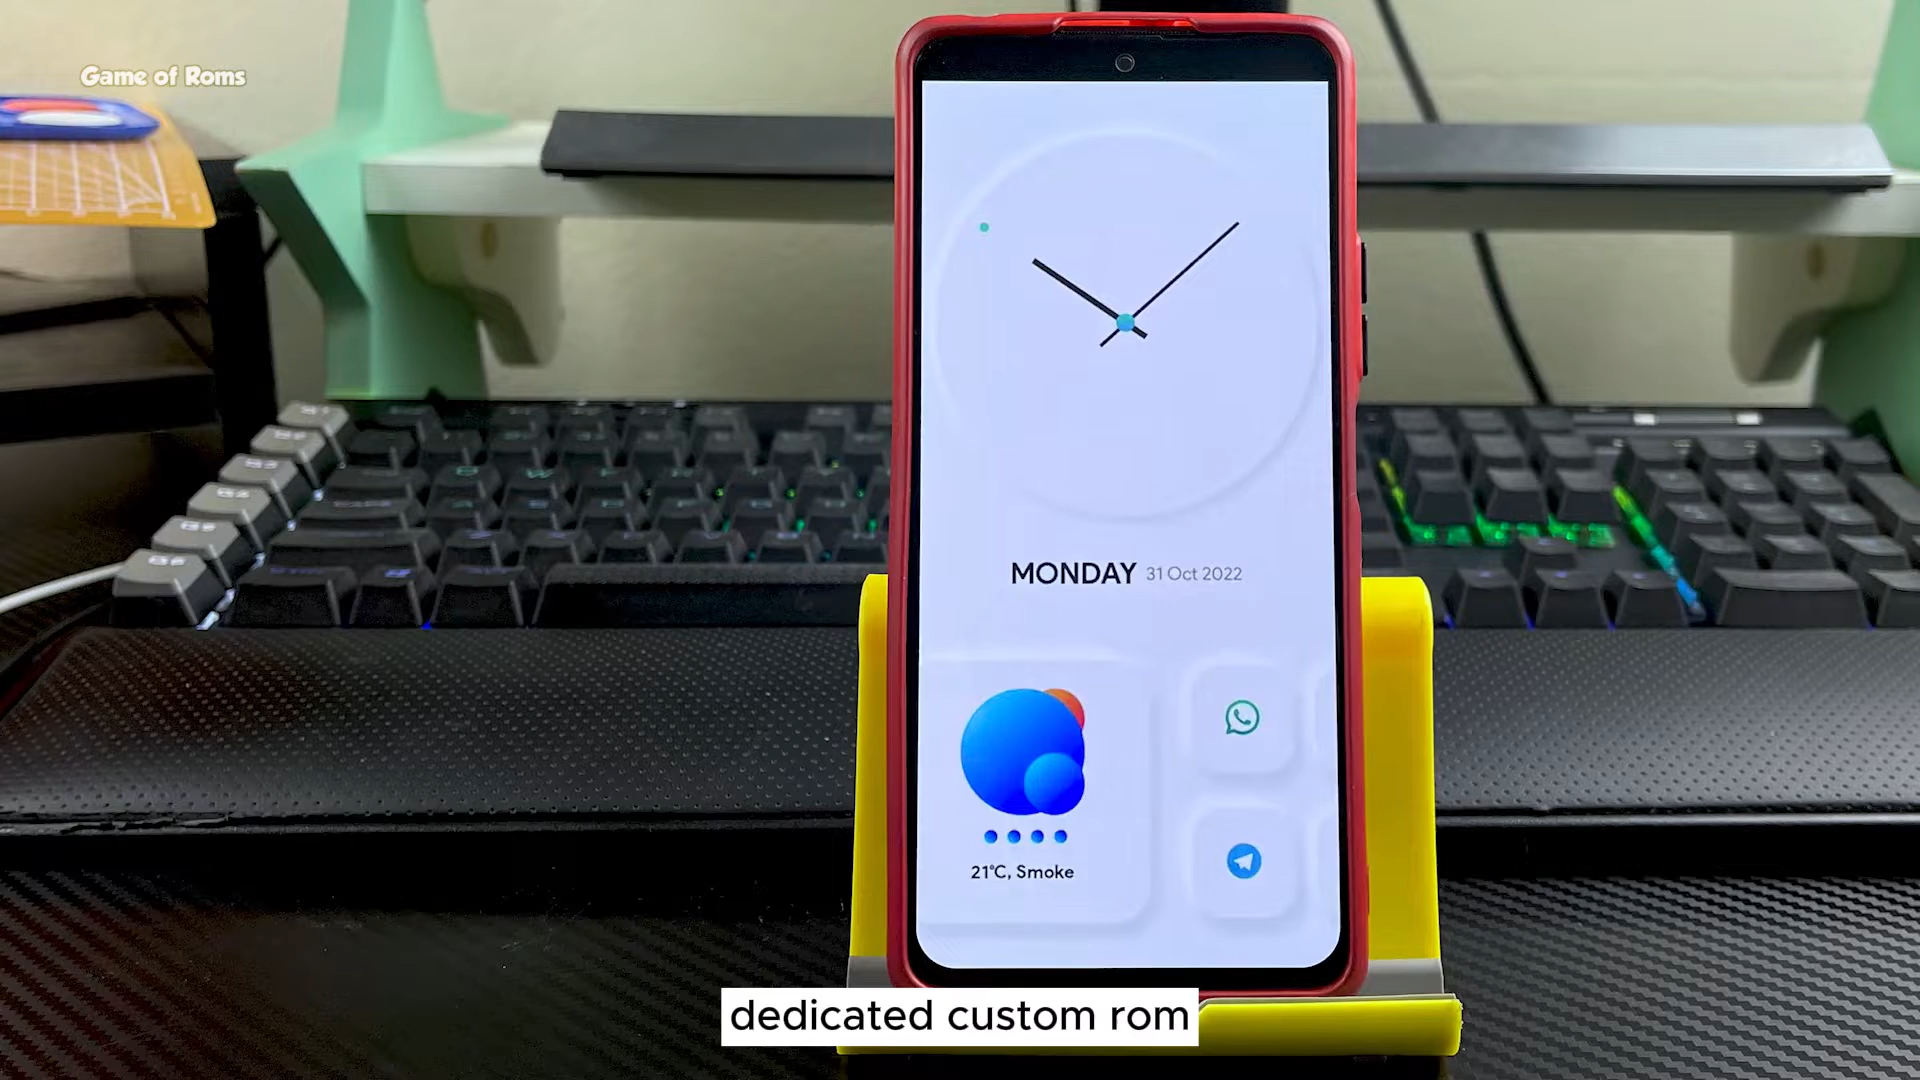 Game of Roms
MONDAY 31 Oct 2022
21°C, Smoke
dedicated custom rom